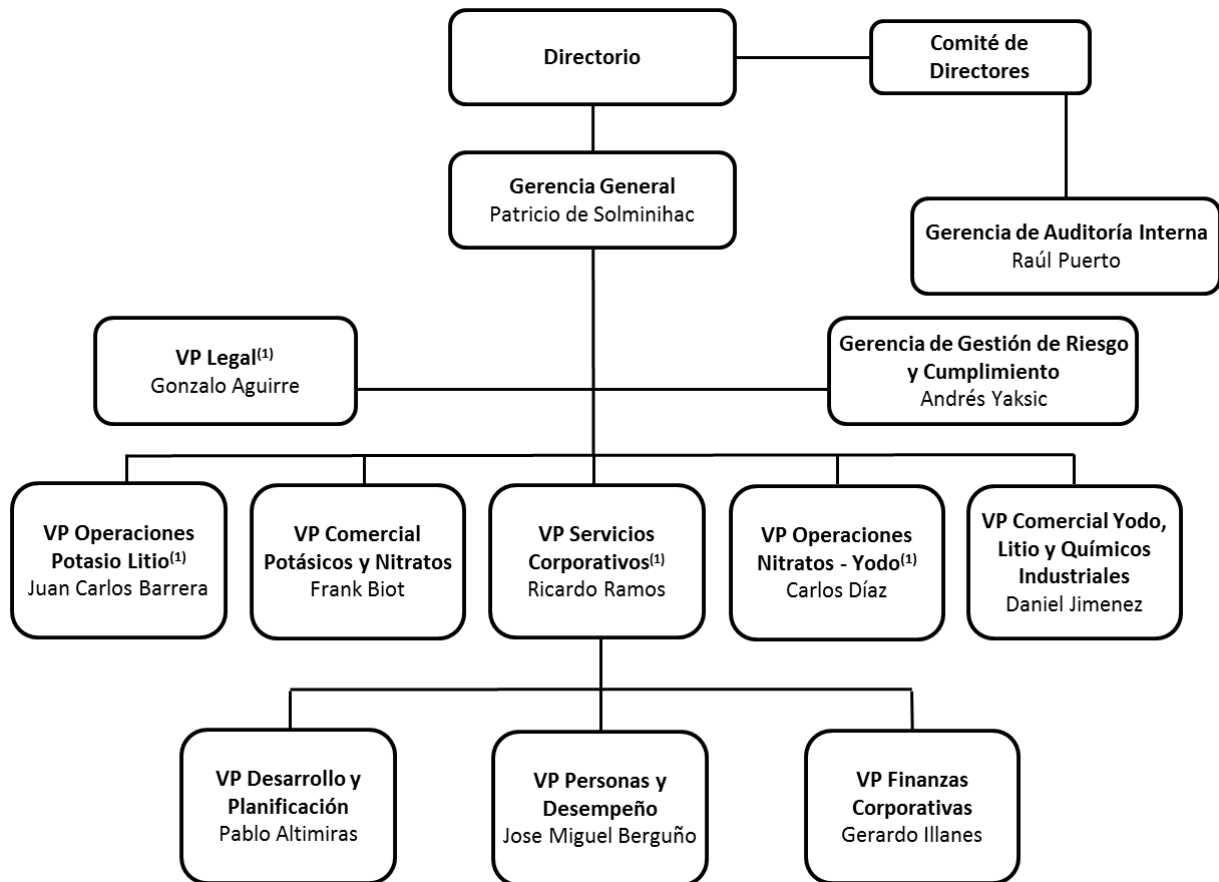 Directorio
Comité de
Directores
Gerencia General
Patricio de Solminihac
Gerencia de Auditoría Interna
Raúl Puerto
VP Legal(1)
Gonzalo Aguirre
Gerencia de Gestión de Riesgo
y Cumplimiento
Andrés Yaksic
VP Operaciones
Potasio Litio(1)
Juan Carlos Barrera
VP Comercial
Potásicos y Nitratos
Frank Biot
VP Servicios
Corporativos(1)
Ricardo Ramos
VP Operaciones
Nitratos - Yodo(1)
Carlos Díaz
VP Comercial Yodo,
Litio y Químicos
Industriales
Daniel Jimenez
VP Desarrollo y
Planificación
Pablo Altimiras
VP Personas y
Desempeño
Jose Miguel Berguño
VP Finanzas
Corporativas
Gerardo Illanes